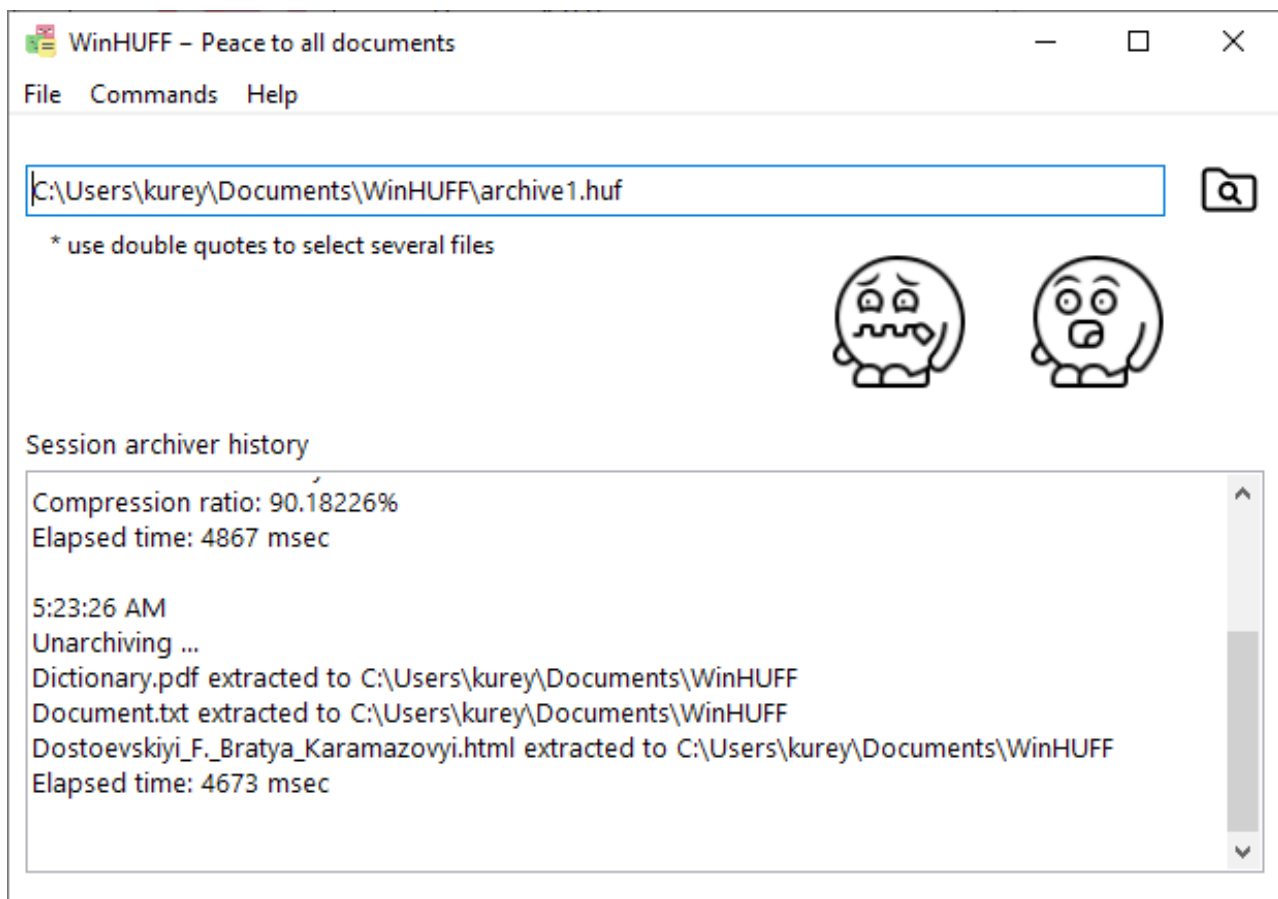 WinHUFF – Peace to all documents
File Commands Help
C:\Users\kurey\Documents\WinHUFF\archive1.huf
* use double quotes to select several files
Session archiver history
Compression ratio: 90.18226%
Elapsed time: 4867 msec
5:23:26 AM
Unarchiving ...
Dictionary.pdf extracted to C:\Users\kurey\Documents\WinHUFF
Document.txt extracted to C:\Users\kurey\Documents\WinHUFF
Dostoevskiyi_F._Bratya_Karamazovyi.html extracted to C:\Users\kurey\Documents\WinHUFF
Elapsed time: 4673 msec